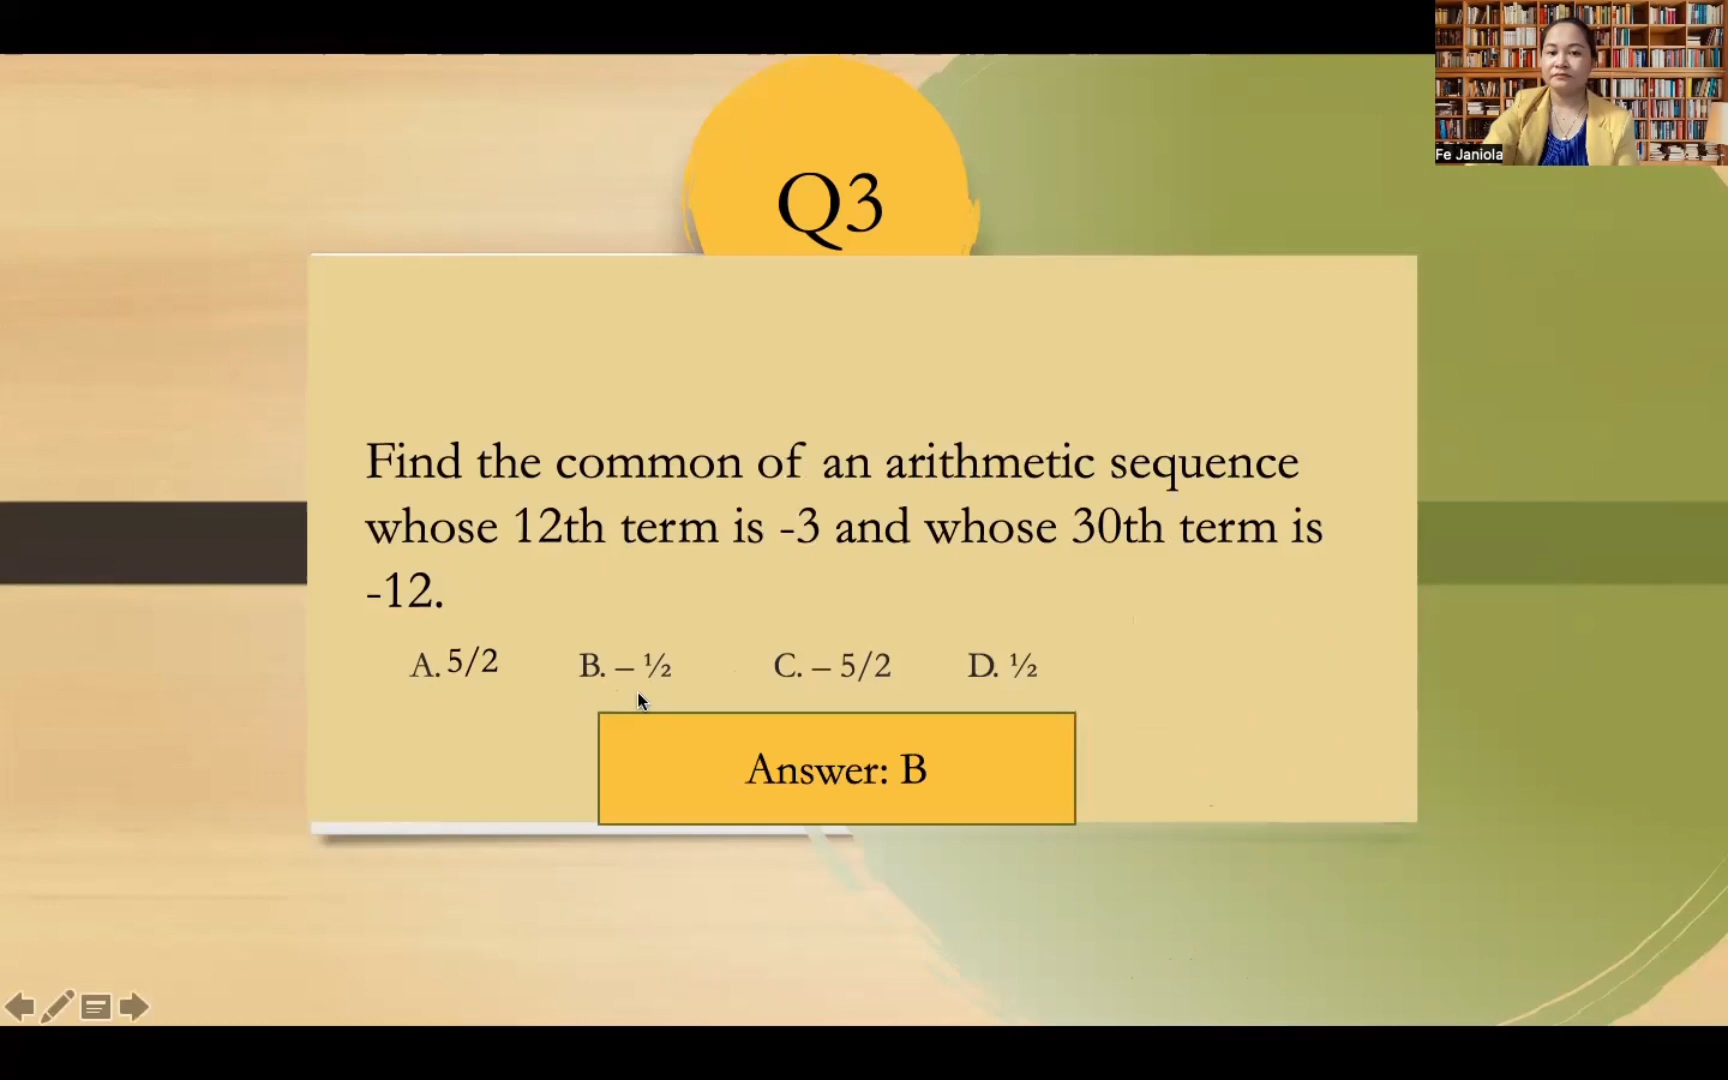 Fe Janiola
Q3
Find the common of an arithmetic sequence
whose 12th term is -3 and whose 30th term is
-12.
A. 5/2 B. – ½ C. – 5/2 D. ½
Answer: B